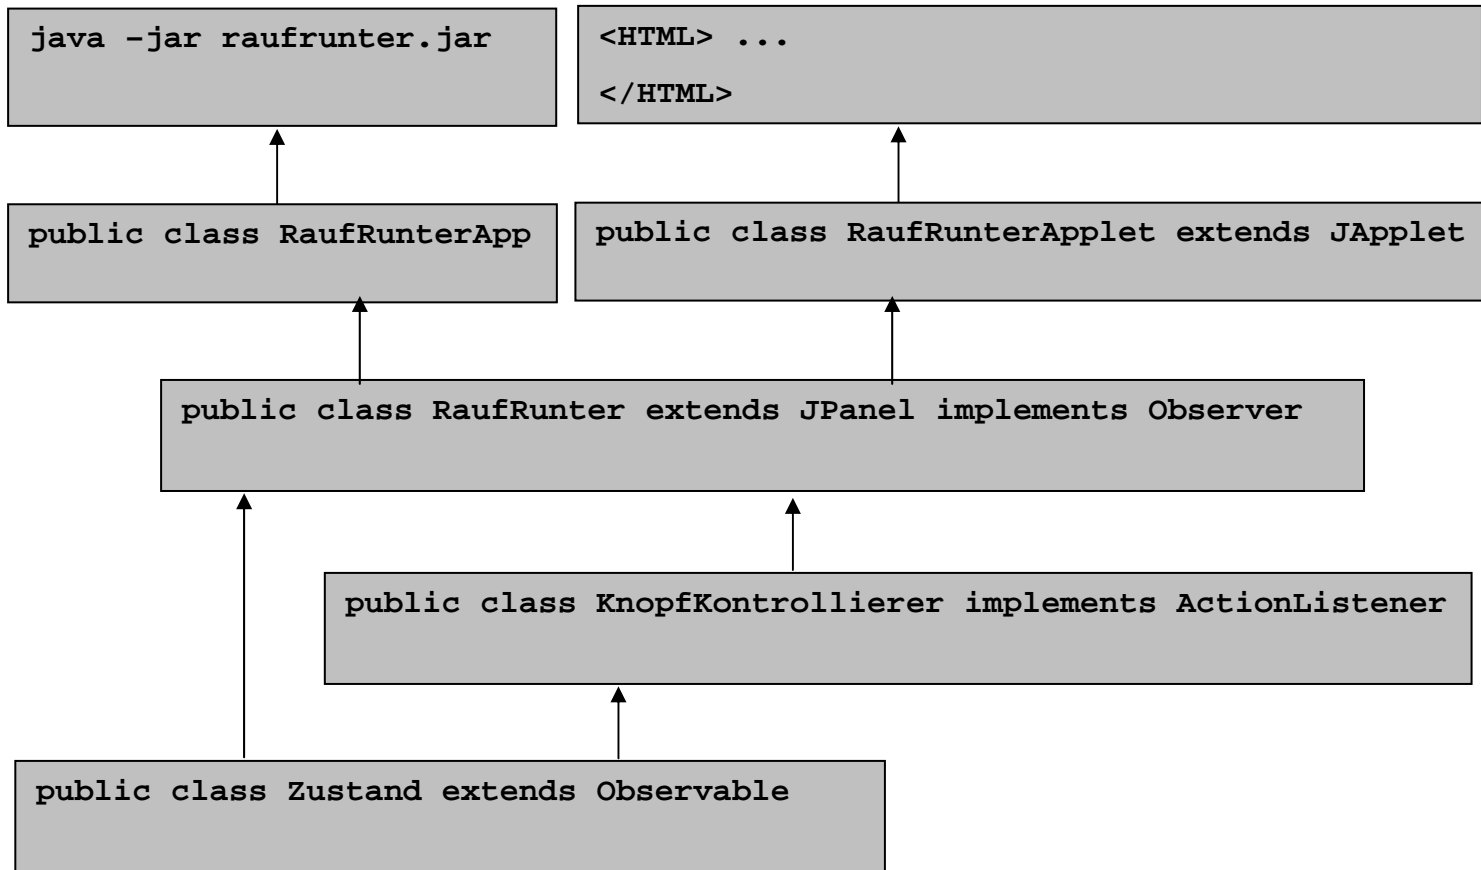 java –jar raufrunter.jar
<HTML> ...
</HTML>
public class RaufRunterApp
public class RaufRunterApplet extends JApplet
public class RaufRunter extends JPanel implements Observer
public class KnopfKontrollierer implements ActionListener
public class Zustand extends Observable